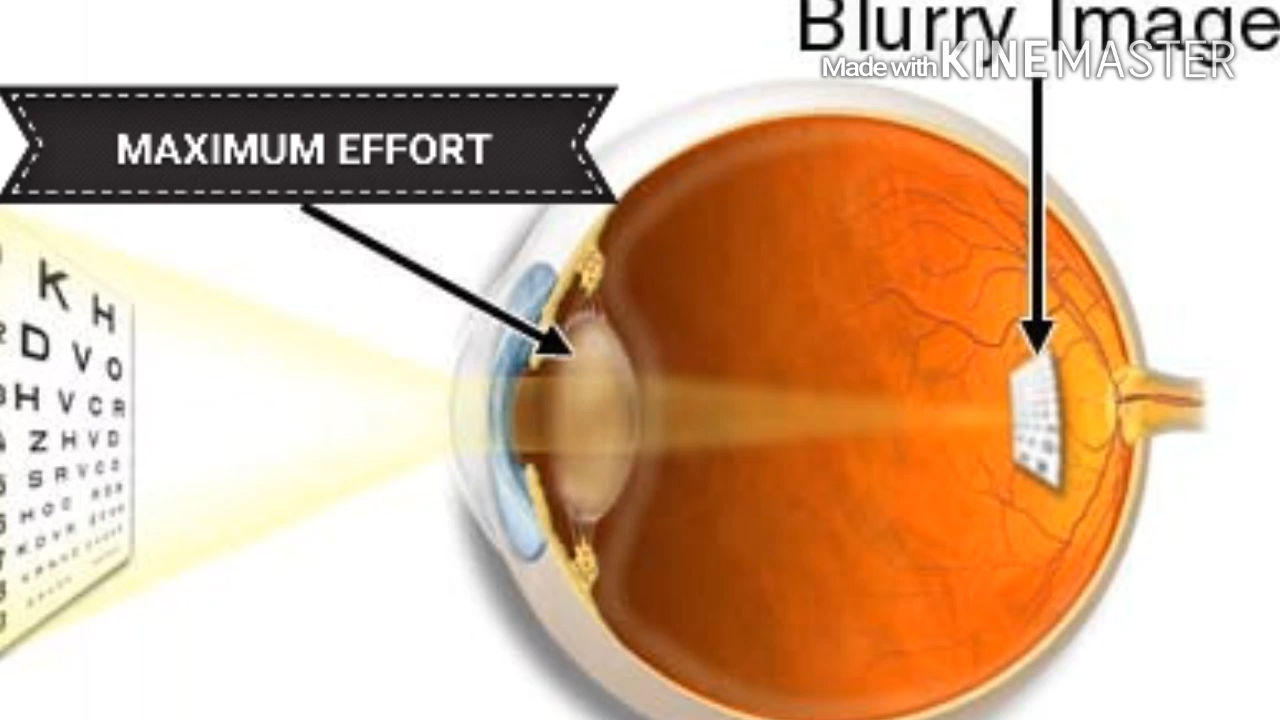 Blurry Image
Made with KINEMASTER
MAXIMUM EFFORT
K H
D V O
H V C R
Z H V D
S R V C D